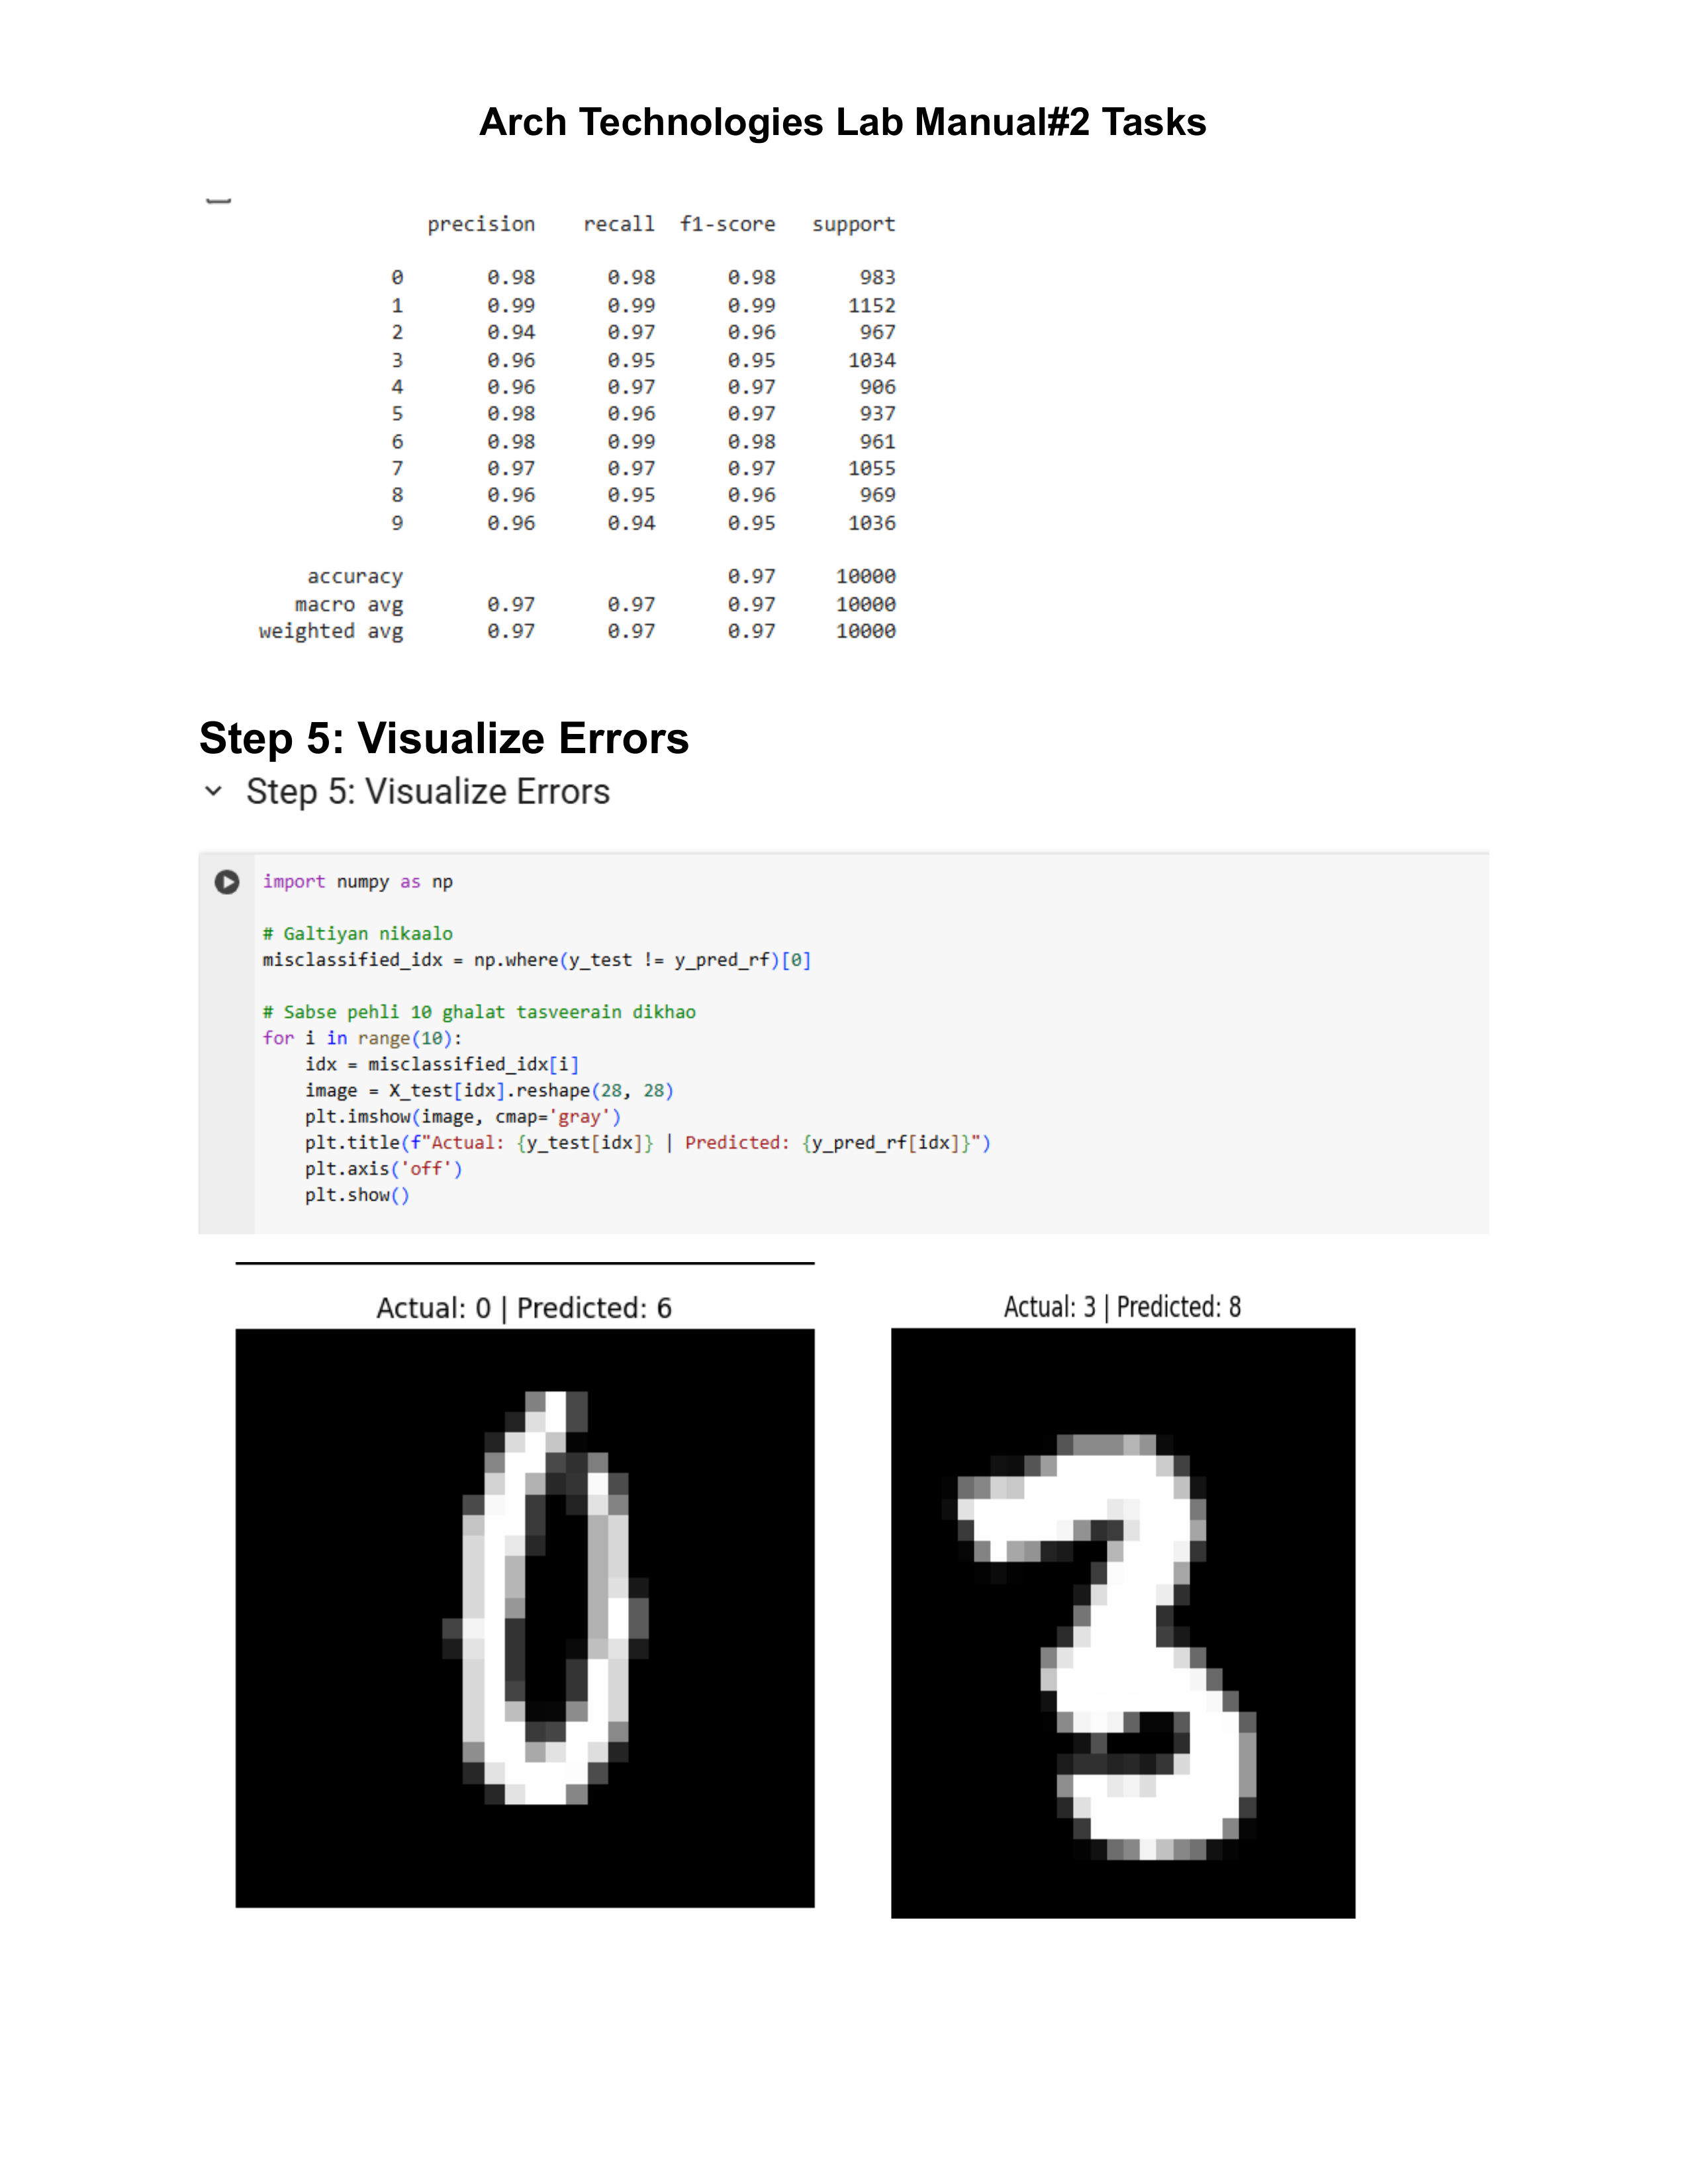 Arch Technologies Lab Manual#2 Tasks
precision recall f1-score support
0 0.98 0.98 0.98 983
1 0.99 0.99 0.99 1152
2 0.94 0.97 0.96 967
3 0.96 0.95 0.95 1034
4 0.96 0.97 0.97 906
5 0.98 0.96 0.97 937
6 0.98 0.99 0.98 961
7 0.97 0.97 0.97 1055
8 0.96 0.95 0.96 969
9 0.96 0.94 0.95 1036
accuracy 0.97 10000
macro avg 0.97 0.97 0.97 10000
weighted avg 0.97 0.97 0.97 10000
Step 5: Visualize Errors
Step 5: Visualize Errors
import numpy as np
# Galtiyan nikaalo
misclassified_idx = np.where(y_test != y_pred_rf)[0]
# Sabse pehli 10 ghalat tasveerain dikhao
for i in range(10):
    idx = misclassified_idx[i]
    image = X_test[idx].reshape(28, 28)
    plt.imshow(image, cmap='gray')
    plt.title(f"Actual: {y_test[idx]} | Predicted: {y_pred_rf[idx]}")
    plt.axis('off')
    plt.show()
Actual: 0 | Predicted: 6
Actual: 3 | Predicted: 8